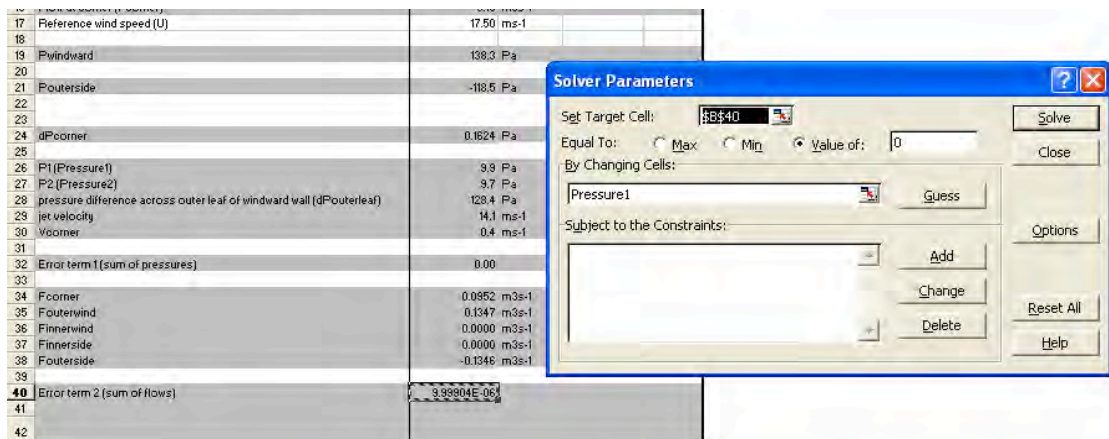 17 Reference wind speed (U) 17.50 ms-1
18
19 Pwindward 138.3 Pa
20
21 Pouterside -118.5 Pa
22
23
24 dPcorner 0.1624 Pa
25
26 P1(Pressure1) 9.9 Pa
27 P2 (Pressure2) 9.7 Pa
28 pressure difference across outer leaf of windward wall (dPouterleaf) 128.4 Pa
29 jet velocity 14.1 ms-1
30 Vcorner 0.4 ms-1
31
32 Error term 1 (sum of pressures) 0.00
33
34 Fcorner 0.0952 m3s-1
35 Fouterwind 0.1347 m3s-1
36 Finnerwind 0.0000 m3s-1
37 Finnerside 0.0000 m3s-1
38 Fouterside -0.1346 m3s-1
39
40 Error term 2 (sum of flows) 9.99904E-06
41
42
Solver Parameters
Set Target Cell: $B$40 Solve
Equal To: Max Min Value of: 0 Close
By Changing Cells:
Pressure1 Guess
Subject to the Constraints: Options
Add
Change
Reset All
Delete
Help